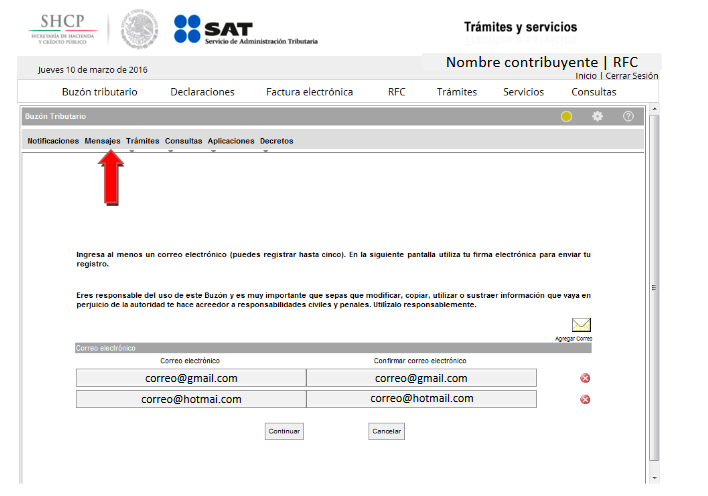 SHCP
SECRETARÍA DE HACIENDA
Y CRÉDITO PÚBLICO
SAT
Servicio de Administración Tributaria
Trámites y servicios
Jueves 10 de marzo de 2016
Nombre contribuyente | RFC
Inicio | Cerrar Sesión
Buzón tributario Declaraciones Factura electrónica RFC Trámites Servicios Consultas
Buzón Tributario
Notificaciones Mensajes Trámites Consultas Aplicaciones Decretos
Ingresa al menos un correo electrónico (puedes registrar hasta cinco). En la siguiente pantalla utiliza tu firma electrónica para enviar tu
registro.
Eres responsable del uso de este Buzón y es muy importante que sepas que modificar, copiar, utilizar o sustraer información que vaya en
perjuicio de la autoridad te hace acreedor a responsabilidades civiles y penales. Utilízalo responsablemente.
Agregar Correo
Correo electrónico
Correo electrónico Confirmar correo electrónico
correo@gmail.com correo@gmail.com
correo@hotmai.com correo@hotmail.com
Continuar Cancelar